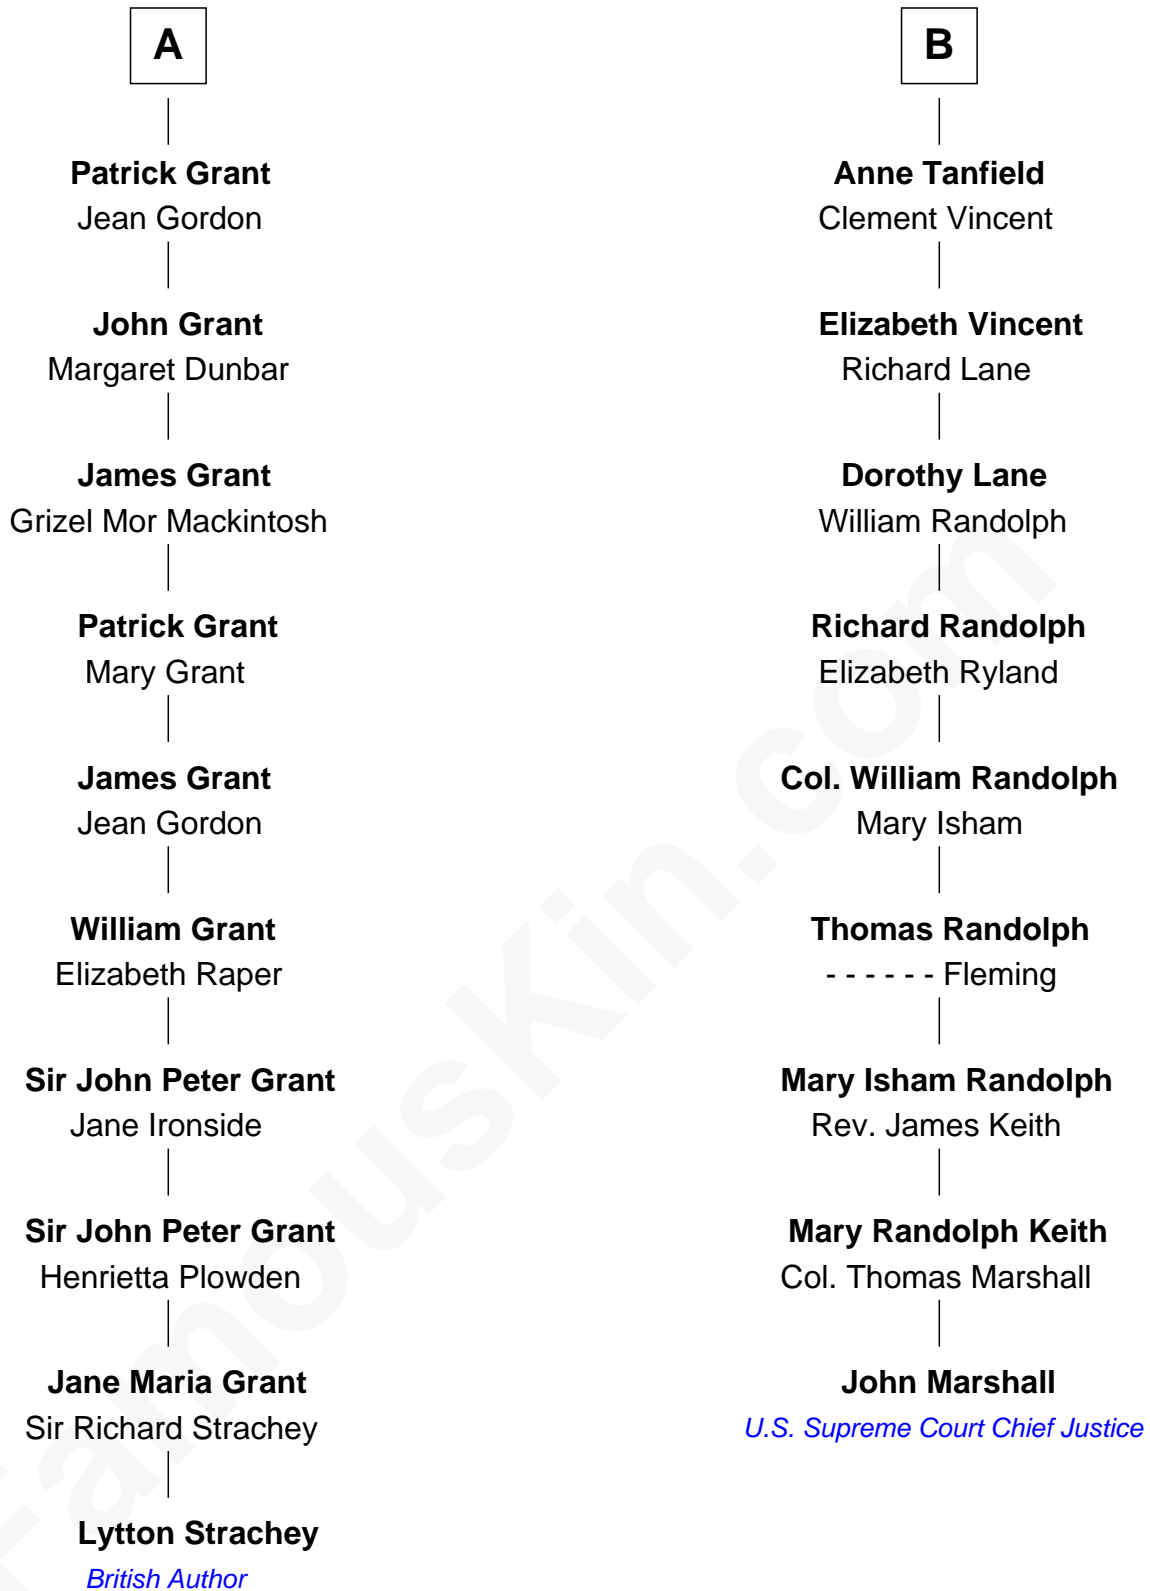 A
Patrick Grant
Jean Gordon
John Grant
Margaret Dunbar
James Grant
Grizel Mor Mackintosh
Patrick Grant
Mary Grant
James Grant
Jean Gordon
William Grant
Elizabeth Raper
Sir John Peter Grant
Jane Ironside
Sir John Peter Grant
Henrietta Plowden
Jane Maria Grant
Sir Richard Strachey
Lytton Strachey
British Author
B
Anne Tanfield
Clement Vincent
Elizabeth Vincent
Richard Lane
Dorothy Lane
William Randolph
Richard Randolph
Elizabeth Ryland
Col. William Randolph
Mary Isham
Thomas Randolph
- - - - - - Fleming
Mary Isham Randolph
Rev. James Keith
Mary Randolph Keith
Col. Thomas Marshall
John Marshall
U.S. Supreme Court Chief Justice
FamousKin.com